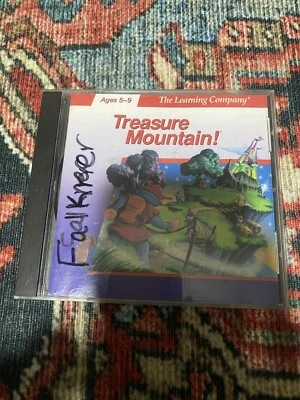 Ages 5-9
The Learning Company®
Treasure
Mountain!